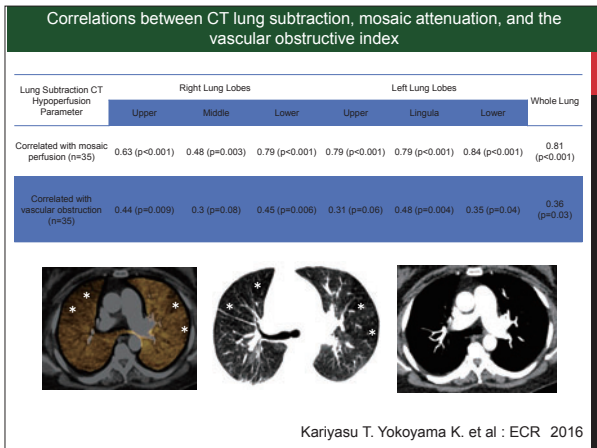 Correlations between CT lung subtraction, mosaic attenuation, and the
vascular obstructive index
Lung Subtraction CT
Hypoperfusion
Parameter
Right Lung Lobes
Left Lung Lobes
Whole Lung
Upper
Middle
Lower
Upper
Lingula
Lower
Correlated with mosaic
perfusion (n=35)
0.63 (p<0.001)
0.48 (p=0.003)
0.79 (p<0.001)
0.79 (p<0.001)
0.79 (p<0.001)
0.84 (p<0.001)
0.81
(p<0.001)
Correlated with
vascular obstruction
(n=35)
0.44 (p=0.009)
0.3 (p=0.08)
0.45 (p=0.006)
0.31 (p=0.06)
0.48 (p=0.004)
0.35 (p=0.04)
0.36
(p=0.03)
* *
* *
* *
* *
Kariyasu T. Yokoyama K. et al : ECR 2016